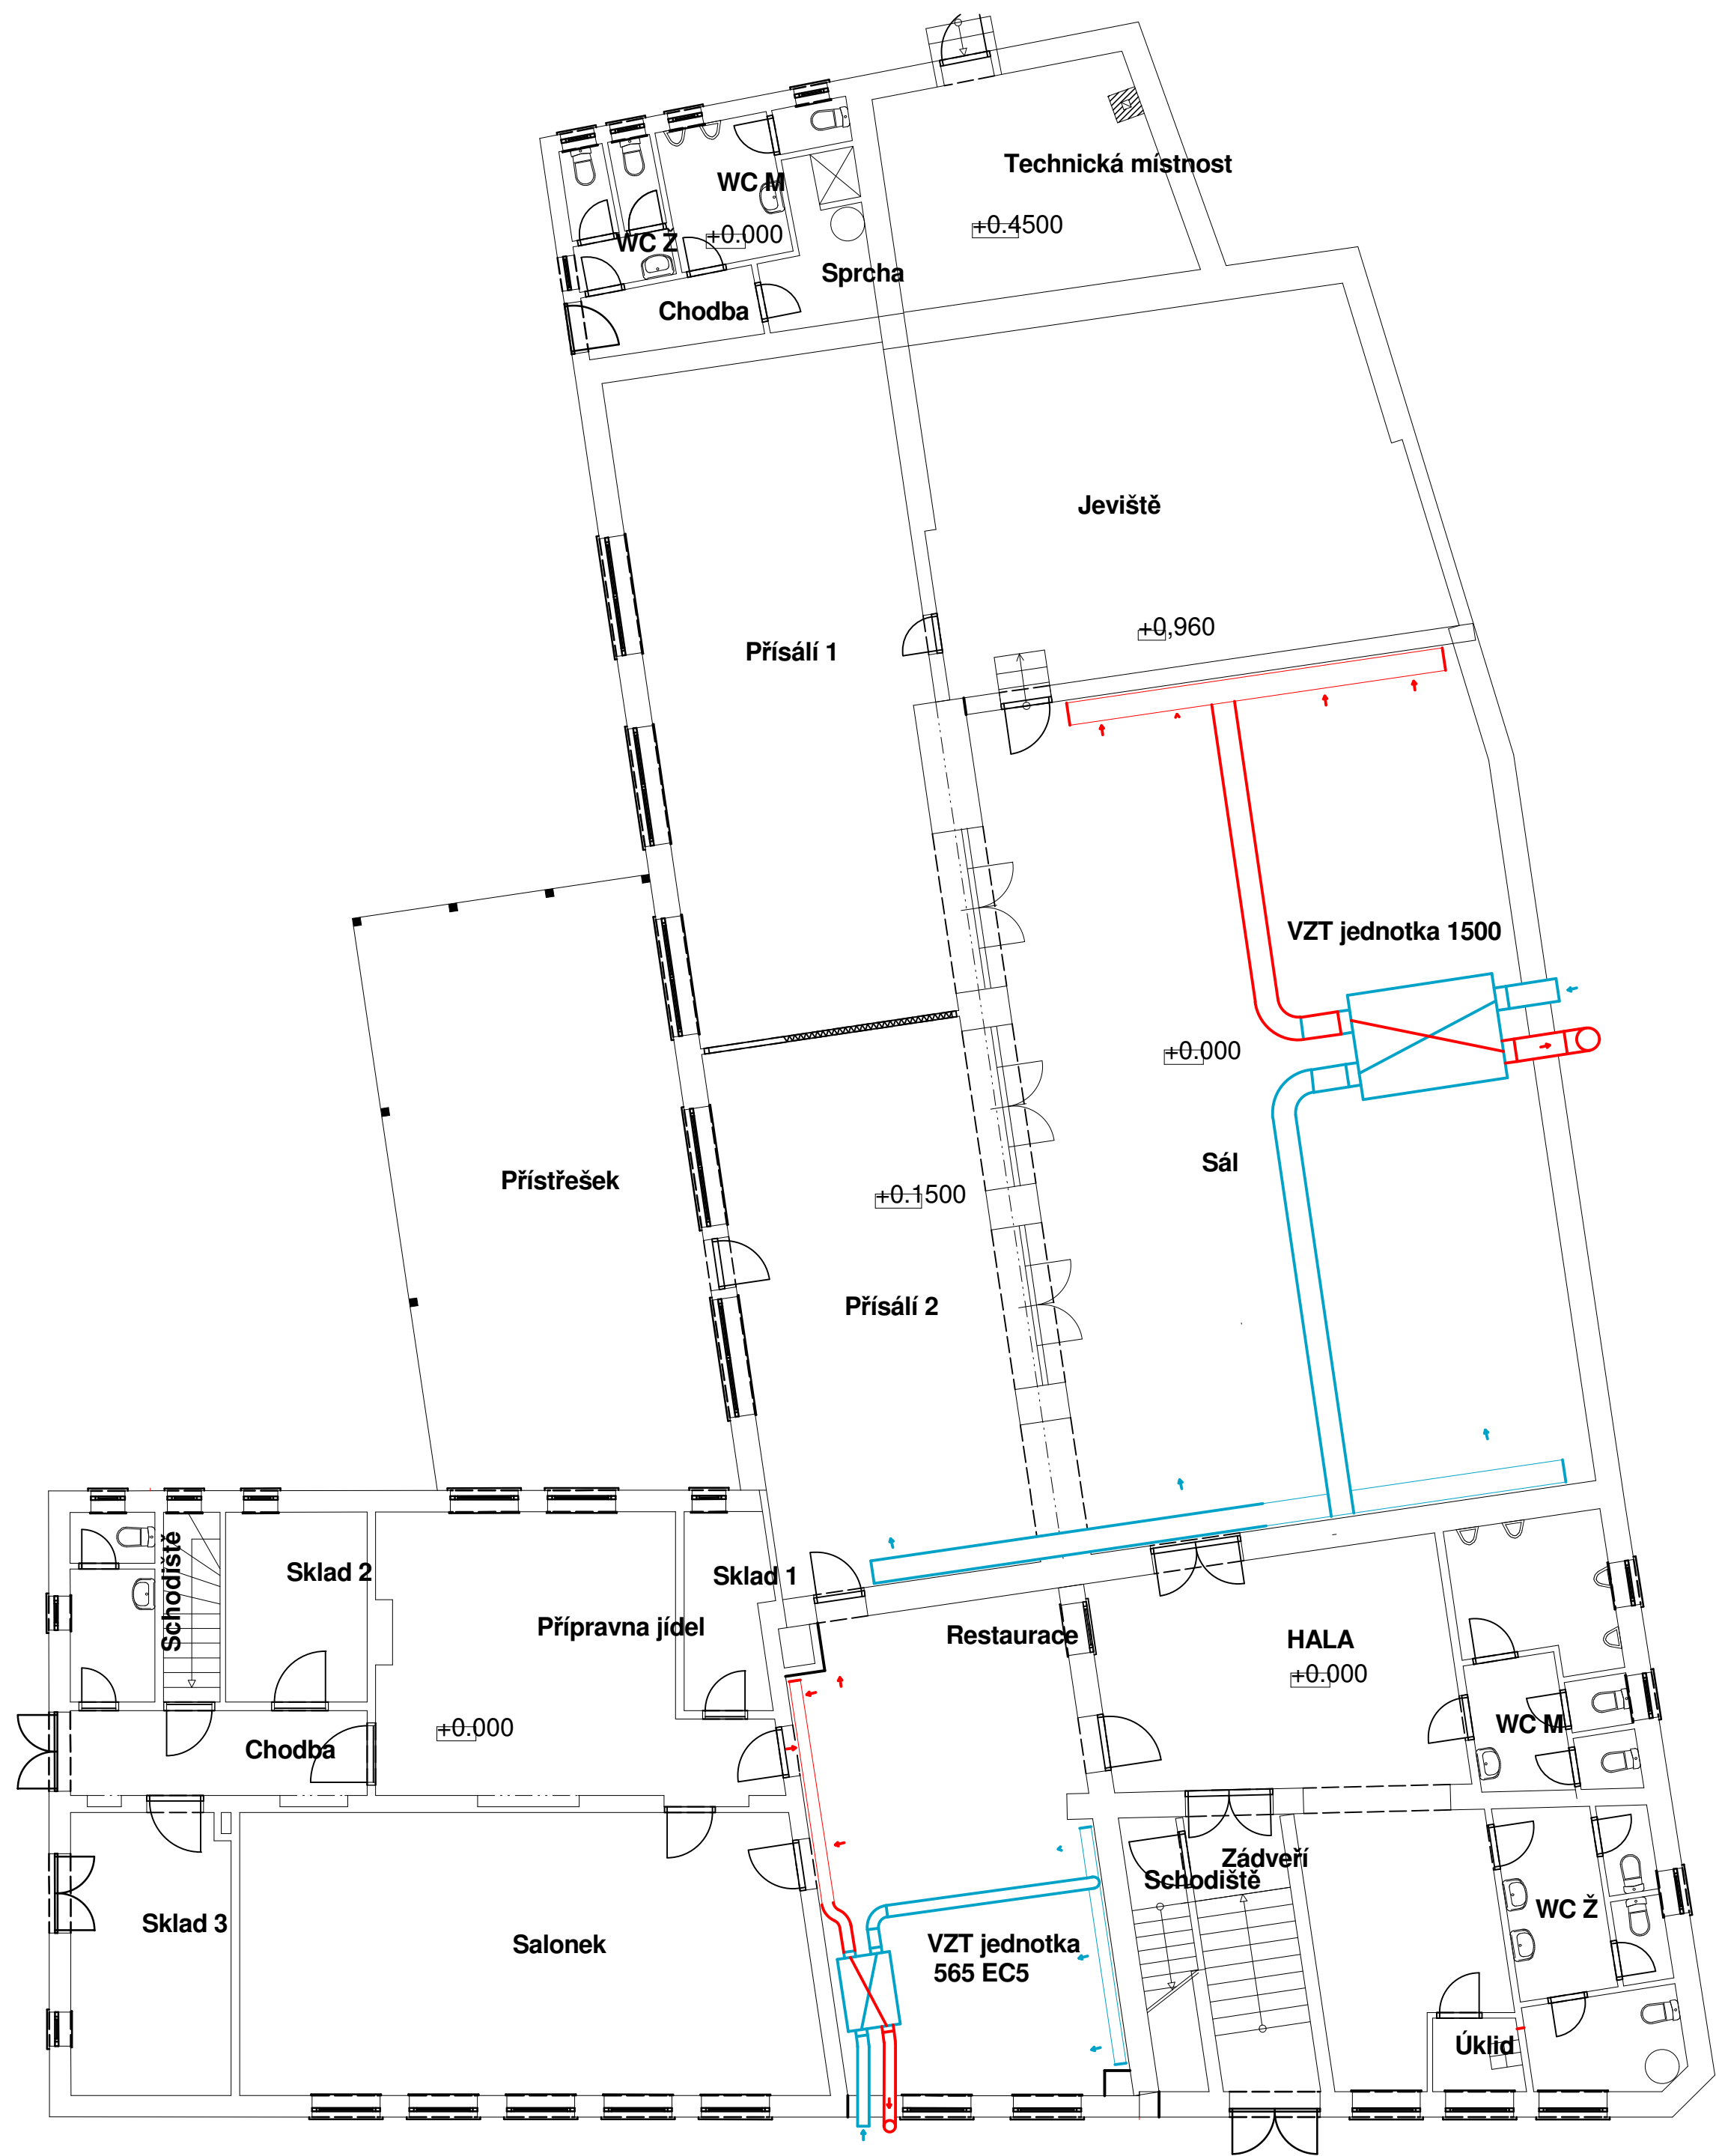 Technická místnost
WC M
+0.4500
+0.000
WC Ž
Sprcha
Chodba
Jeviště
+0,960
Přísálí 1
VZT jednotka 1500
+0.000
Sál
Přístřešek
+0.1500
Přísálí 2
Schodiště
Sklad 2
Sklad 1
Přípravna jídel
Restaurace
HALA
+0.000
WC M
+0.000
Chodba
Zádveří
Schodiště
WC Ž
Sklad 3
Salonek
VZT jednotka
565 EC5
Úklid